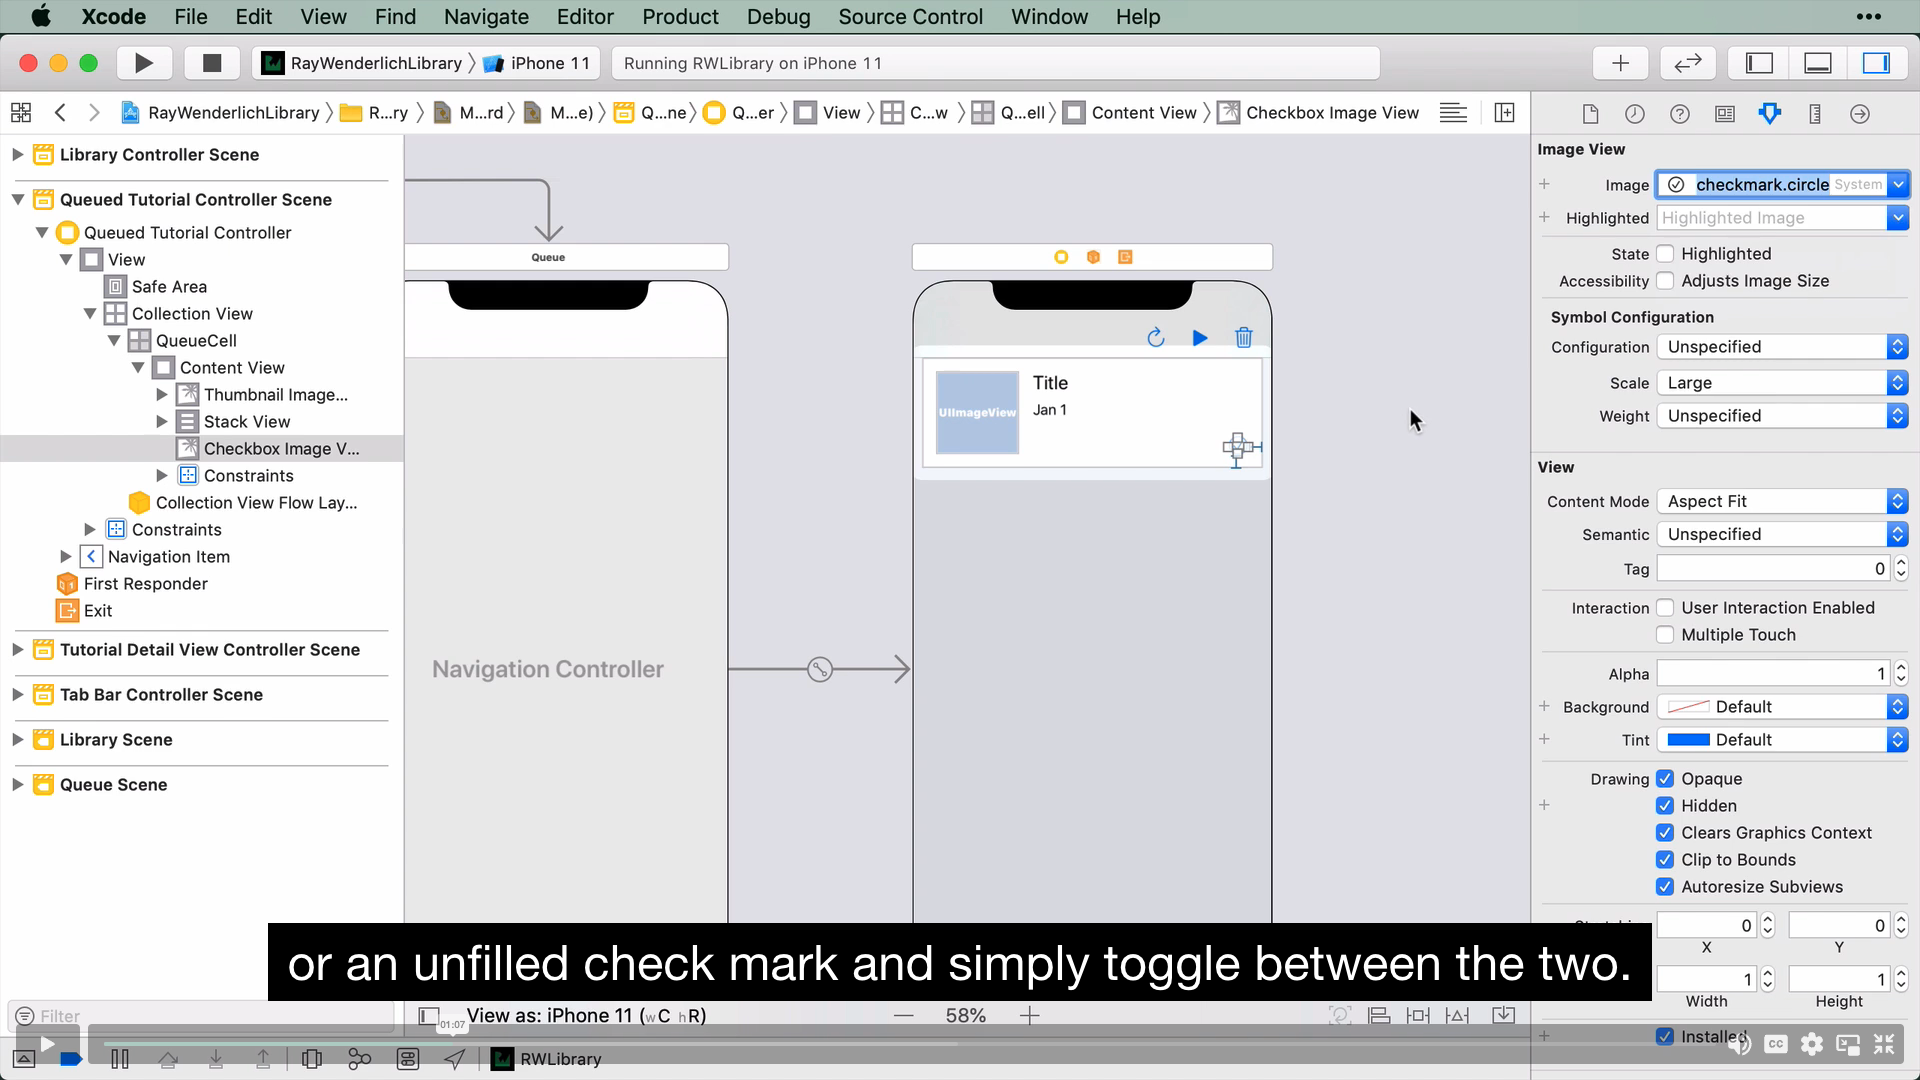 Xcode File Edit View Find Navigate Editor Product Debug Source Control Window Help •••
RayWenderlichLibrary iPhone 11 Running RWLibrary on iPhone 11
RayWenderlichLibrary R...ry M...rd M...e) Q...ne Q...er View C...w Q...ell Content View Checkbox Image View
Library Controller Scene
Queued Tutorial Controller Scene
Queued Tutorial Controller
View
Safe Area
Collection View
QueueCell
Content View
Thumbnail Image...
Stack View
Checkbox Image V...
Constraints
Collection View Flow Lay...
Constraints
Navigation Item
First Responder
Exit
Tutorial Detail View Controller Scene
Tab Bar Controller Scene
Library Scene
Queue Scene
Filter
Queue
Navigation Controller
UIImageView
Title
Jan 1
Image View
Image checkmark.circle System
Highlighted Highlighted Image
State Highlighted
Accessibility Adjusts Image Size
Symbol Configuration
Configuration Unspecified
Scale Large
Weight Unspecified
View
Content Mode Aspect Fit
Semantic Unspecified
Tag 0
Interaction User Interaction Enabled
Multiple Touch
Alpha 1
Background Default
Tint Default
Drawing Opaque
Hidden
Clears Graphics Context
Clip to Bounds
Autoresize Subviews
0 0
X Y
1 1
Width Height
Installed
or an unfilled check mark and simply toggle between the two.
View as: iPhone 11 (wC hR) 58%
01:07
RWLibrary
CC